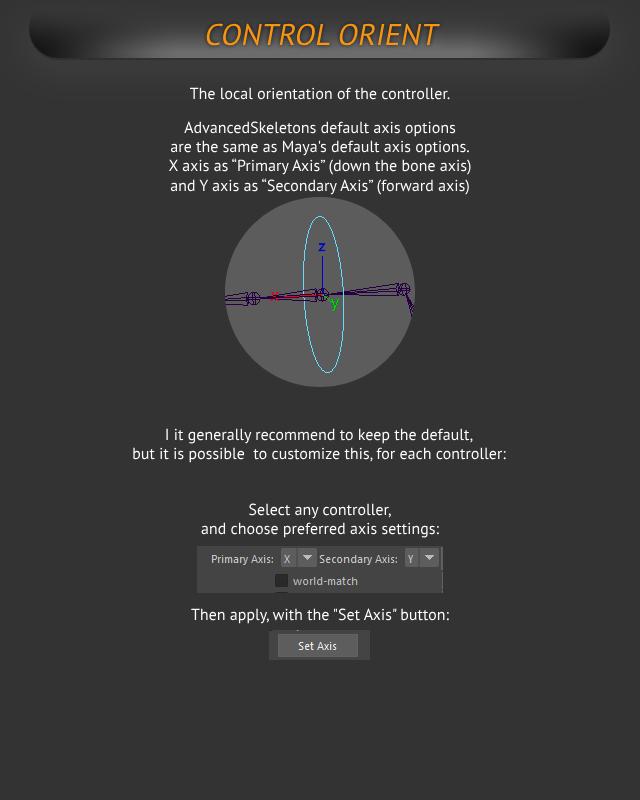 CONTROL ORIENT
The local orientation of the controller.
AdvancedSkeletons default axis options
are the same as Maya's default axis options.
X axis as “Primary Axis” (down the bone axis)
and Y axis as “Secondary Axis” (forward axis)
z
x
y
I it generally recommend to keep the default,
but it is possible  to customize this, for each controller:
Select any controller,
and choose preferred axis settings:
Primary Axis: X Secondary Axis: Y
world-match
Then apply, with the "Set Axis" button:
Set Axis